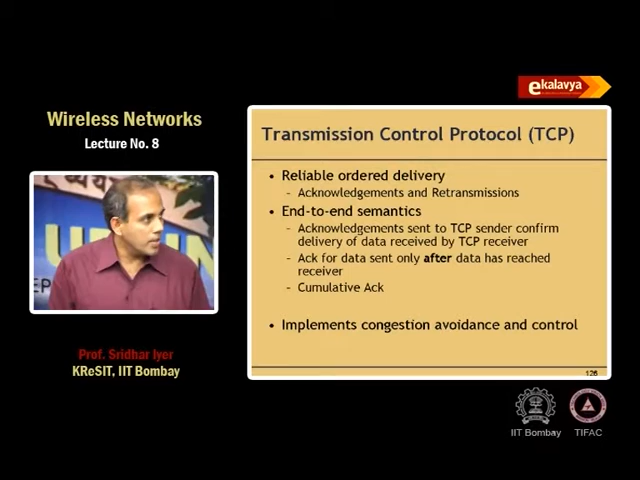 ekalavya
Wireless Networks
Lecture No. 8
Transmission Control Protocol (TCP)
• Reliable ordered delivery
– Acknowledgements and Retransmissions
• End-to-end semantics
– Acknowledgements sent to TCP sender confirm
delivery of data received by TCP receiver
– Ack for data sent only after data has reached
receiver
– Cumulative Ack
• Implements congestion avoidance and control
126
Prof. Sridhar Iyer
KReSIT, IIT Bombay
IIT Bombay
TIFAC